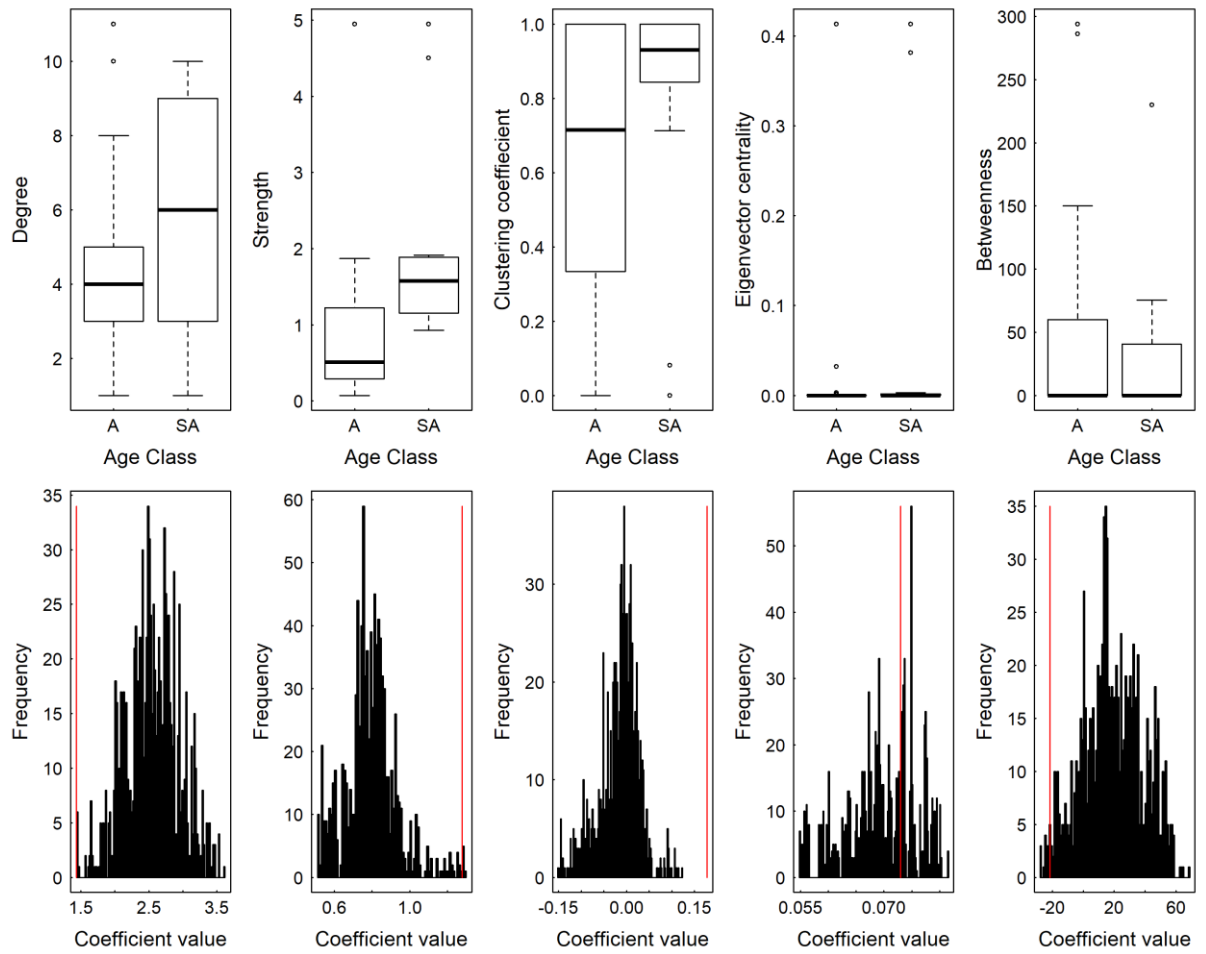 Degree
2
4
6
8
10
A
SA
Age Class
Strength
0
1
2
3
4
5
A
SA
Age Class
Clustering coeffiecient
0.0
0.2
0.4
0.6
0.8
1.0
A
SA
Age Class
Eigenvector centrality
0.0
0.1
0.2
0.3
0.4
A
SA
Age Class
Betweenness
0
50
100
150
200
250
300
A
SA
Age Class
Frequency
0
5
10
15
20
25
30
35
1.5
2.5
3.5
Coefficient value
Frequency
0
10
20
30
40
50
60
0.6
1.0
Coefficient value
Frequency
0
10
20
30
-0.15
0.00
0.15
Coefficient value
Frequency
0
10
20
30
40
50
0.055
0.070
Coefficient value
Frequency
0
5
10
15
20
25
30
35
-20
20
60
Coefficient value